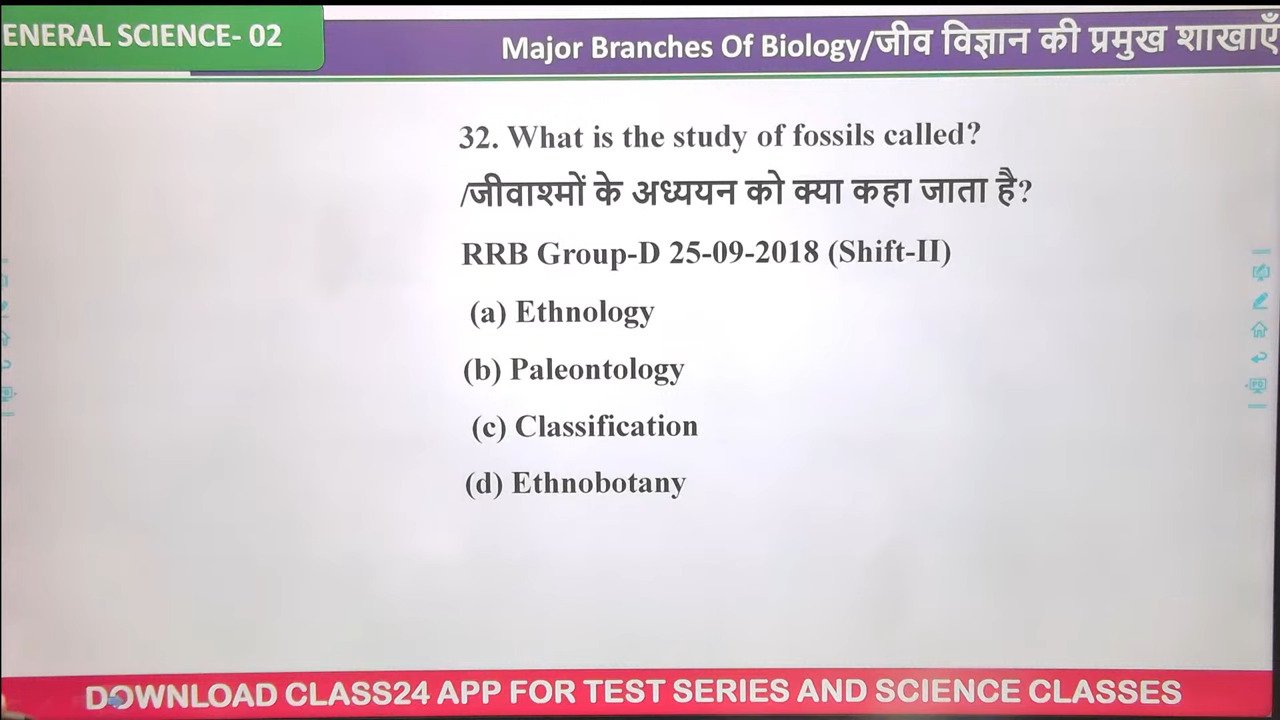 ENERAL SCIENCE- 02
Major Branches Of Biology/जीव विज्ञान की प्रमुख शाखाएँ
32. What is the study of fossils called?
/जीवाश्मों के अध्ययन को क्या कहा जाता है?
RRB Group-D 25-09-2018 (Shift-II)
(a) Ethnology
(b) Paleontology
(c) Classification
(d) Ethnobotany
DOWNLOAD CLASS24 APP FOR TEST SERIES AND SCIENCE CLASSES